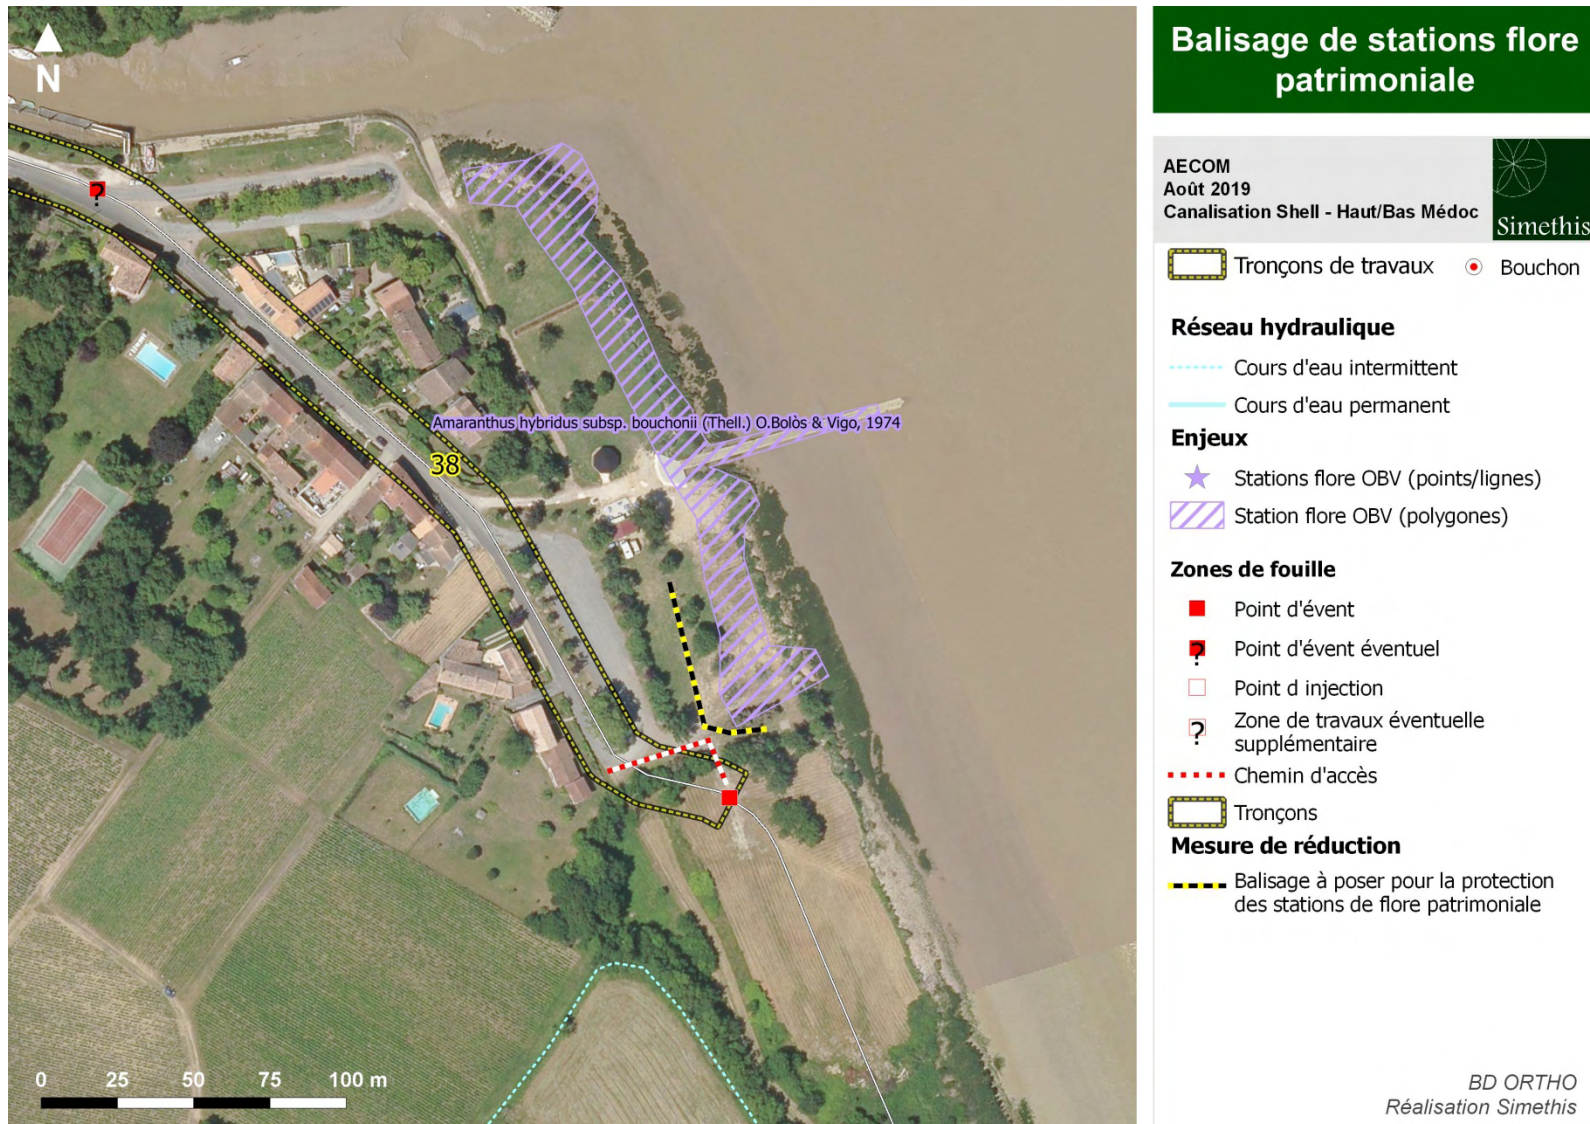 N
?
Amaranthus hybridus subsp. bouchonii (Thell.) O.Bolòs & Vigo, 1974
38
0 25 50 75 100 m
Balisage de stations flore
patrimoniale
AECOM
Août 2019
Canalisation Shell - Haut/Bas Médoc
Simethis
Tronçons de travaux
Bouchon
Réseau hydraulique
Cours d'eau intermittent
Cours d'eau permanent
Enjeux
Stations flore OBV (points/lignes)
Station flore OBV (polygones)
Zones de fouille
Point d'évent
? Point d'évent éventuel
Point d injection
? Zone de travaux éventuelle
supplémentaire
Chemin d'accès
Tronçons
Mesure de réduction
Balisage à poser pour la protection
des stations de flore patrimoniale
BD ORTHO
Réalisation Simethis